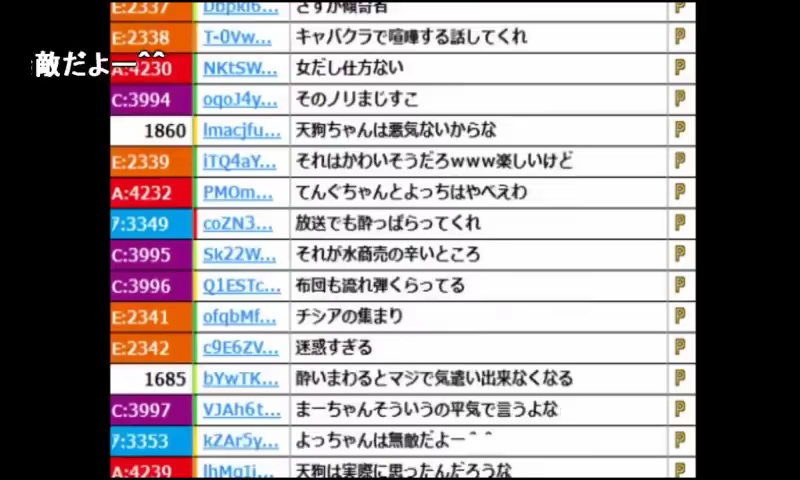 E:2337 Dbpkl6... さすが傾奇者 P
E:2338 T-0Vw... キャバクラで喧嘩する話してくれ P
敵だよー^^
A:4230 NKtSW... 女だし仕方ない P
C:3994 oqoJ4y... そのノリまじすこ P
1860 lmacjfu... 天狗ちゃんは悪気ないからな P
E:2339 iTQ4aY... それはかわいそうだろwww楽しいけど P
A:4232 PMOm... てんぐちゃんとよっちはやべえわ P
ｱ:3349 coZN3... 放送でも酔っぱらってくれ P
C:3995 Sk22W... それが水商売の辛いところ P
C:3996 Q1ESTc... 布団も流れ弾くらってる P
E:2341 ofqbMf... チシアの集まり P
E:2342 c9E6ZV... 迷惑すぎる P
1685 bYwTK... 酔いまわるとマジで気遣い出来なくなる P
C:3997 VJAh6t... まーちゃんそういうの平気で言うよな P
ｱ:3353 kZAr5y... よっちゃんは無敵だよー^^ P
A:4239 天狗は実際に思ったんだろうな P